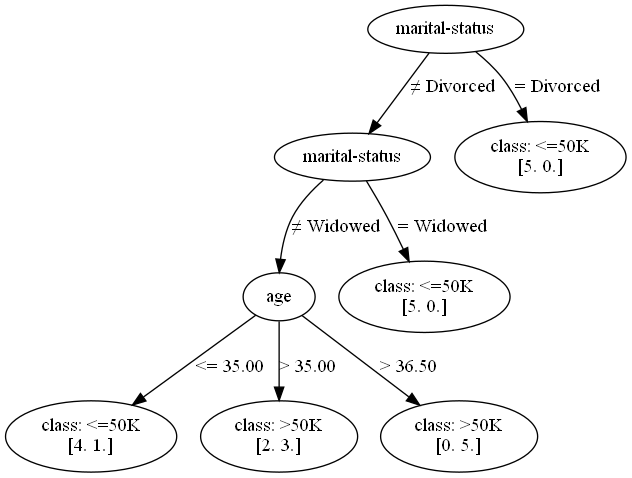 marital-status
≠ Divorced
= Divorced
marital-status
class: <=50K
[5. 0.]
≠ Widowed
= Widowed
age
class: <=50K
[5. 0.]
<= 35.00
> 35.00
> 36.50
class: <=50K
[4. 1.]
class: >50K
[2. 3.]
class: >50K
[0. 5.]